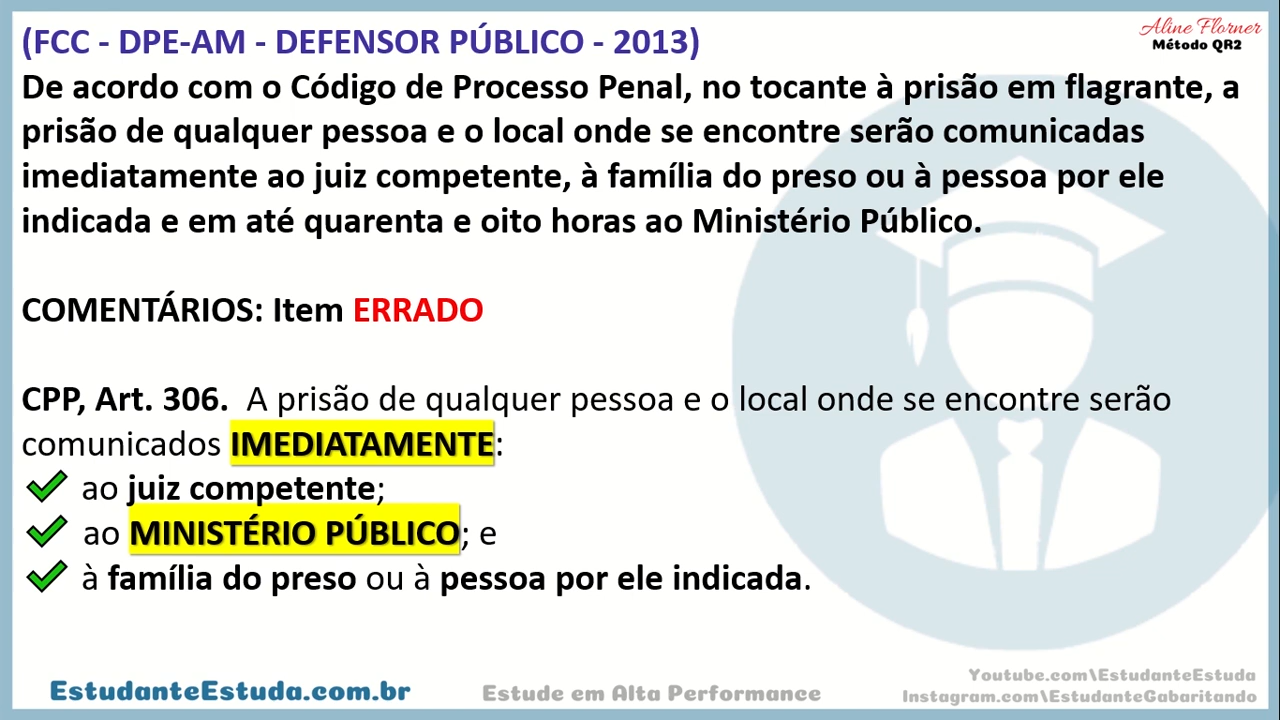 Aline Florner
Método QR2
(FCC - DPE-AM - DEFENSOR PÚBLICO - 2013)
De acordo com o Código de Processo Penal, no tocante à prisão em flagrante, a
prisão de qualquer pessoa e o local onde se encontre serão comunicadas
imediatamente ao juiz competente, à família do preso ou à pessoa por ele
indicada e em até quarenta e oito horas ao Ministério Público.
COMENTÁRIOS: Item ERRADO
CPP, Art. 306. A prisão de qualquer pessoa e o local onde se encontre serão
comunicados IMEDIATAMENTE:
ao juiz competente;
ao MINISTÉRIO PÚBLICO; e
à família do preso ou à pessoa por ele indicada.
EstudanteEstuda.com.br
Estude em Alta Performance
Youtube.com\EstudanteEstuda
Instagram.com\EstudanteGabaritando